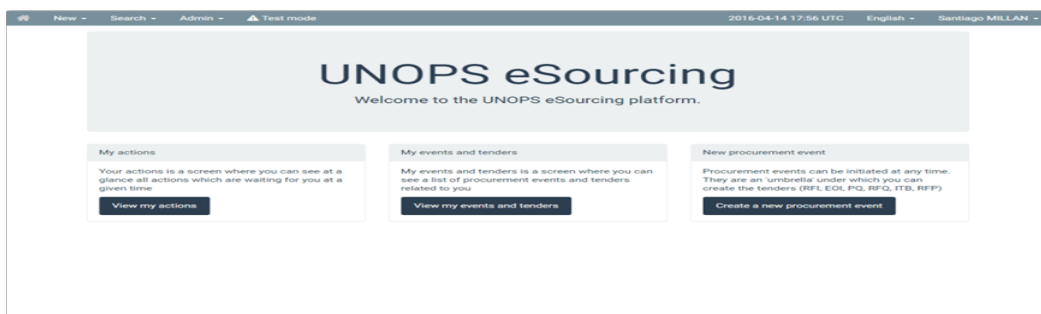 New Search Admin Test mode 2016-04-14 17:56 UTC English Santiago MILLAN
UNOPS eSourcing
Welcome to the UNOPS eSourcing platform.
My actions
Your actions is a screen where you can see at a
glance all actions which are waiting for you at a
given time
View my actions
My events and tenders
My events and tenders is a screen where you can
see a list of procurement events and tenders
related to you
View my events and tenders
New procurement event
Procurement events can be initiated at any time.
They are an 'umbrella' under which you can
create the tenders (RFI, EOI, PQ, RFQ, ITB, RFP)
Create a new procurement event